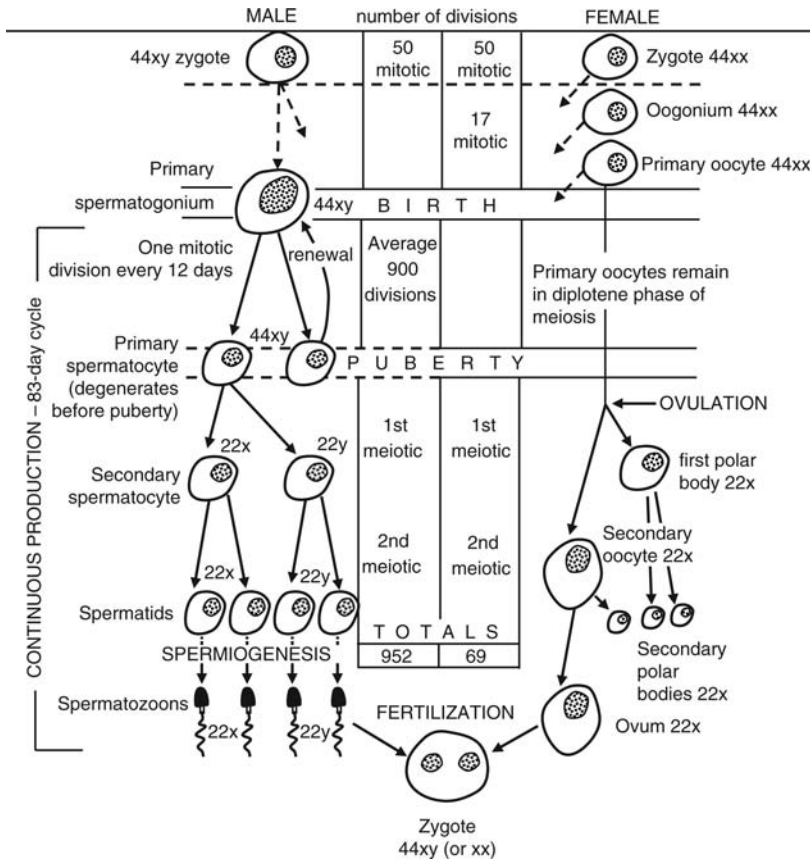 MALE
number of divisions
FEMALE
44xy zygote
50
mitotic
50
mitotic
Zygote 44xx
17
mitotic
Oogonium 44xx
Primary oocyte 44xx
Primary
spermatogonium
44xy
BIRTH
CONTINUOUS PRODUCTION – 83-day cycle
One mitotic
division every 12 days
renewal
Average
900
divisions
Primary oocytes remain
in diplotene phase of
meiosis
44xy
Primary
spermatocyte
(degenerates
before puberty)
PUBERTY
OVULATION
22x
22y
1st
meiotic
1st
meiotic
Secondary
spermatocyte
first polar
body 22x
2nd
meiotic
2nd
meiotic
Secondary
oocyte 22x
22x
22y
Spermatids
TOTALS
952
69
SPERMIOGENESIS
Secondary
polar
bodies 22x
Spermatozoons
22x
22y
FERTILIZATION
Ovum 22x
Zygote
44xy (or xx)